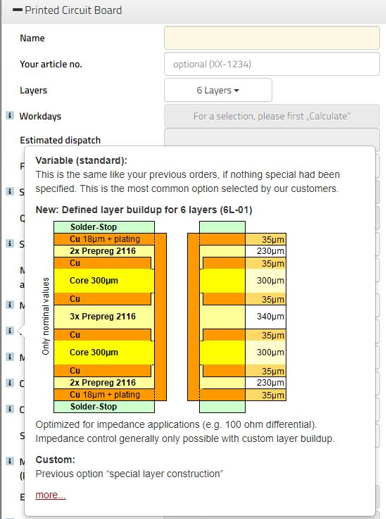 Printed Circuit Board
Name
Your article no.
optional (XX-1234)
Layers
6 Layers
Workdays
For a selection, please first „Calculate"
Estimated dispatch
Variable (standard):
This is the same like your previous orders, if nothing special had been
specified. This is the most common option selected by our customers.
New: Defined layer buildup for 6 layers (6L-01)
Solder-Stop
Cu 18µm + plating
35µm
2x Prepreg 2116
230µm
Cu
35µm
Core 300µm
300µm
Cu
35µm
3x Prepreg 2116
340µm
Cu
35µm
Core 300µm
300µm
Cu
35µm
2x Prepreg 2116
230µm
Cu 18µm + plating
35µm
Solder-Stop
Only nominal values
Optimized for impedance applications (e.g. 100 ohm differential).
Impedance control generally only possible with custom layer buildup.
Custom:
Previous option “special layer construction”
more...